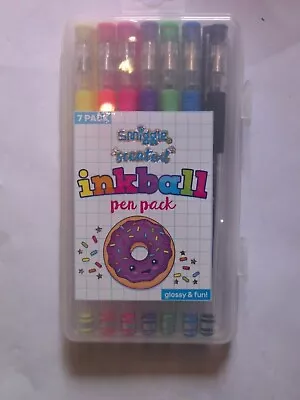 7 PACK
smiggle
scented
inkball
pen pack
glossy & fun!